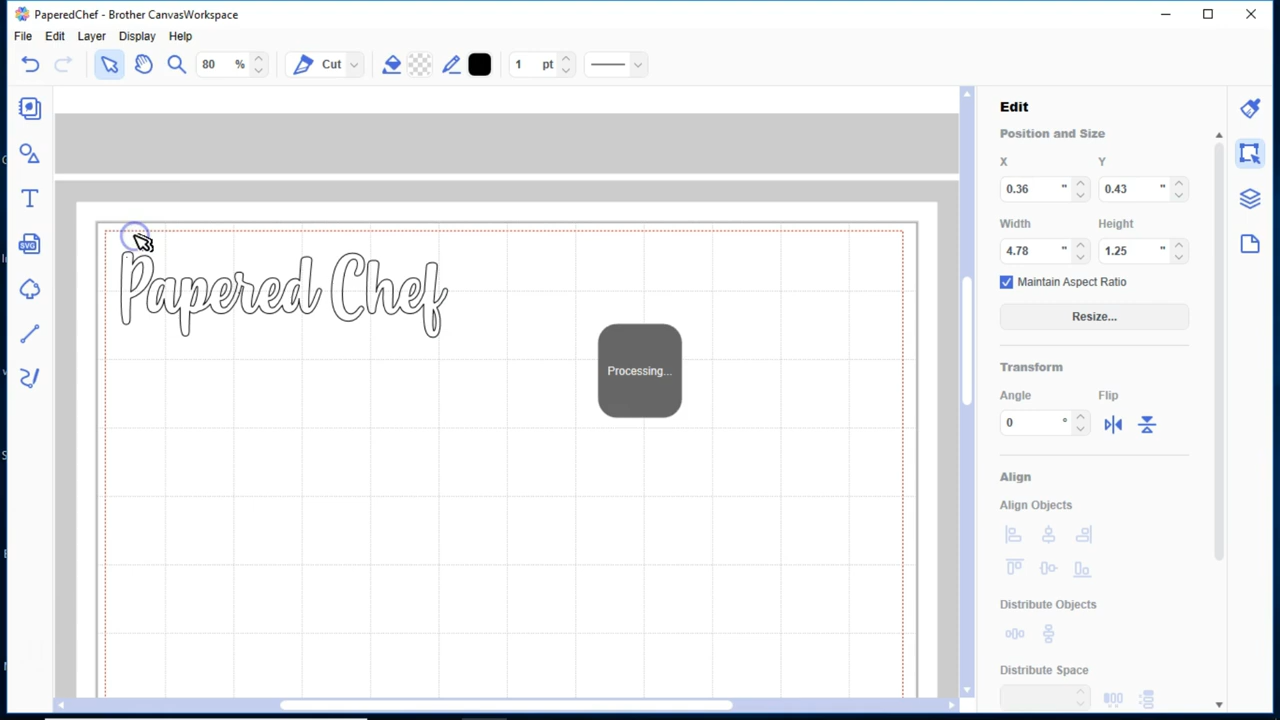 PaperedChef - Brother CanvasWorkspace
File Edit Layer Display Help
80 % Cut 1 pt
SVG
Edit
Position and Size
X Y
0.36 " 0.43 "
Width Height
4.78 " 1.25 "
Maintain Aspect Ratio
Resize...
Transform
Angle Flip
0 °
Align
Align Objects
Distribute Objects
Distribute Space
Papered Chef
Processing...